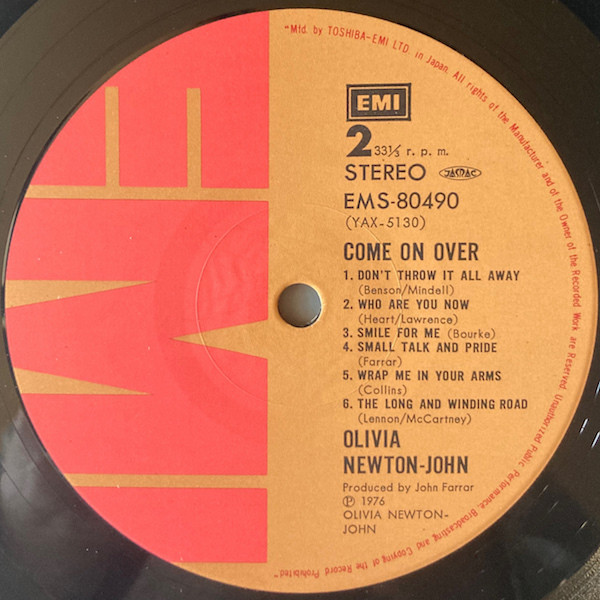 "Mfd. by TOSHIBA-EMI LTD. in Japan. All rights of the Manufacturer and of the Owner of the Recorded Work are Reserved. Unauthorized Public Performance, Broadcasting and Copying of the Record Prohibited"
EMI
EMI
2 33⅓ r. p. m.
STEREO JASRAC
EMS-80490
(YAX-5130)
COME ON OVER
1. DON'T THROW IT ALL AWAY
(Benson/Mindell)
2. WHO ARE YOU NOW
(Heart/Lawrence)
3. SMILE FOR ME (Bourke)
4. SMALL TALK AND PRIDE
(Farrar)
5. WRAP ME IN YOUR ARMS
(Collins)
6. THE LONG AND WINDING ROAD
(Lennon/McCartney)
OLIVIA
NEWTON-JOHN
Produced by John Farrar
Ⓟ 1976
OLIVIA NEWTON-
JOHN